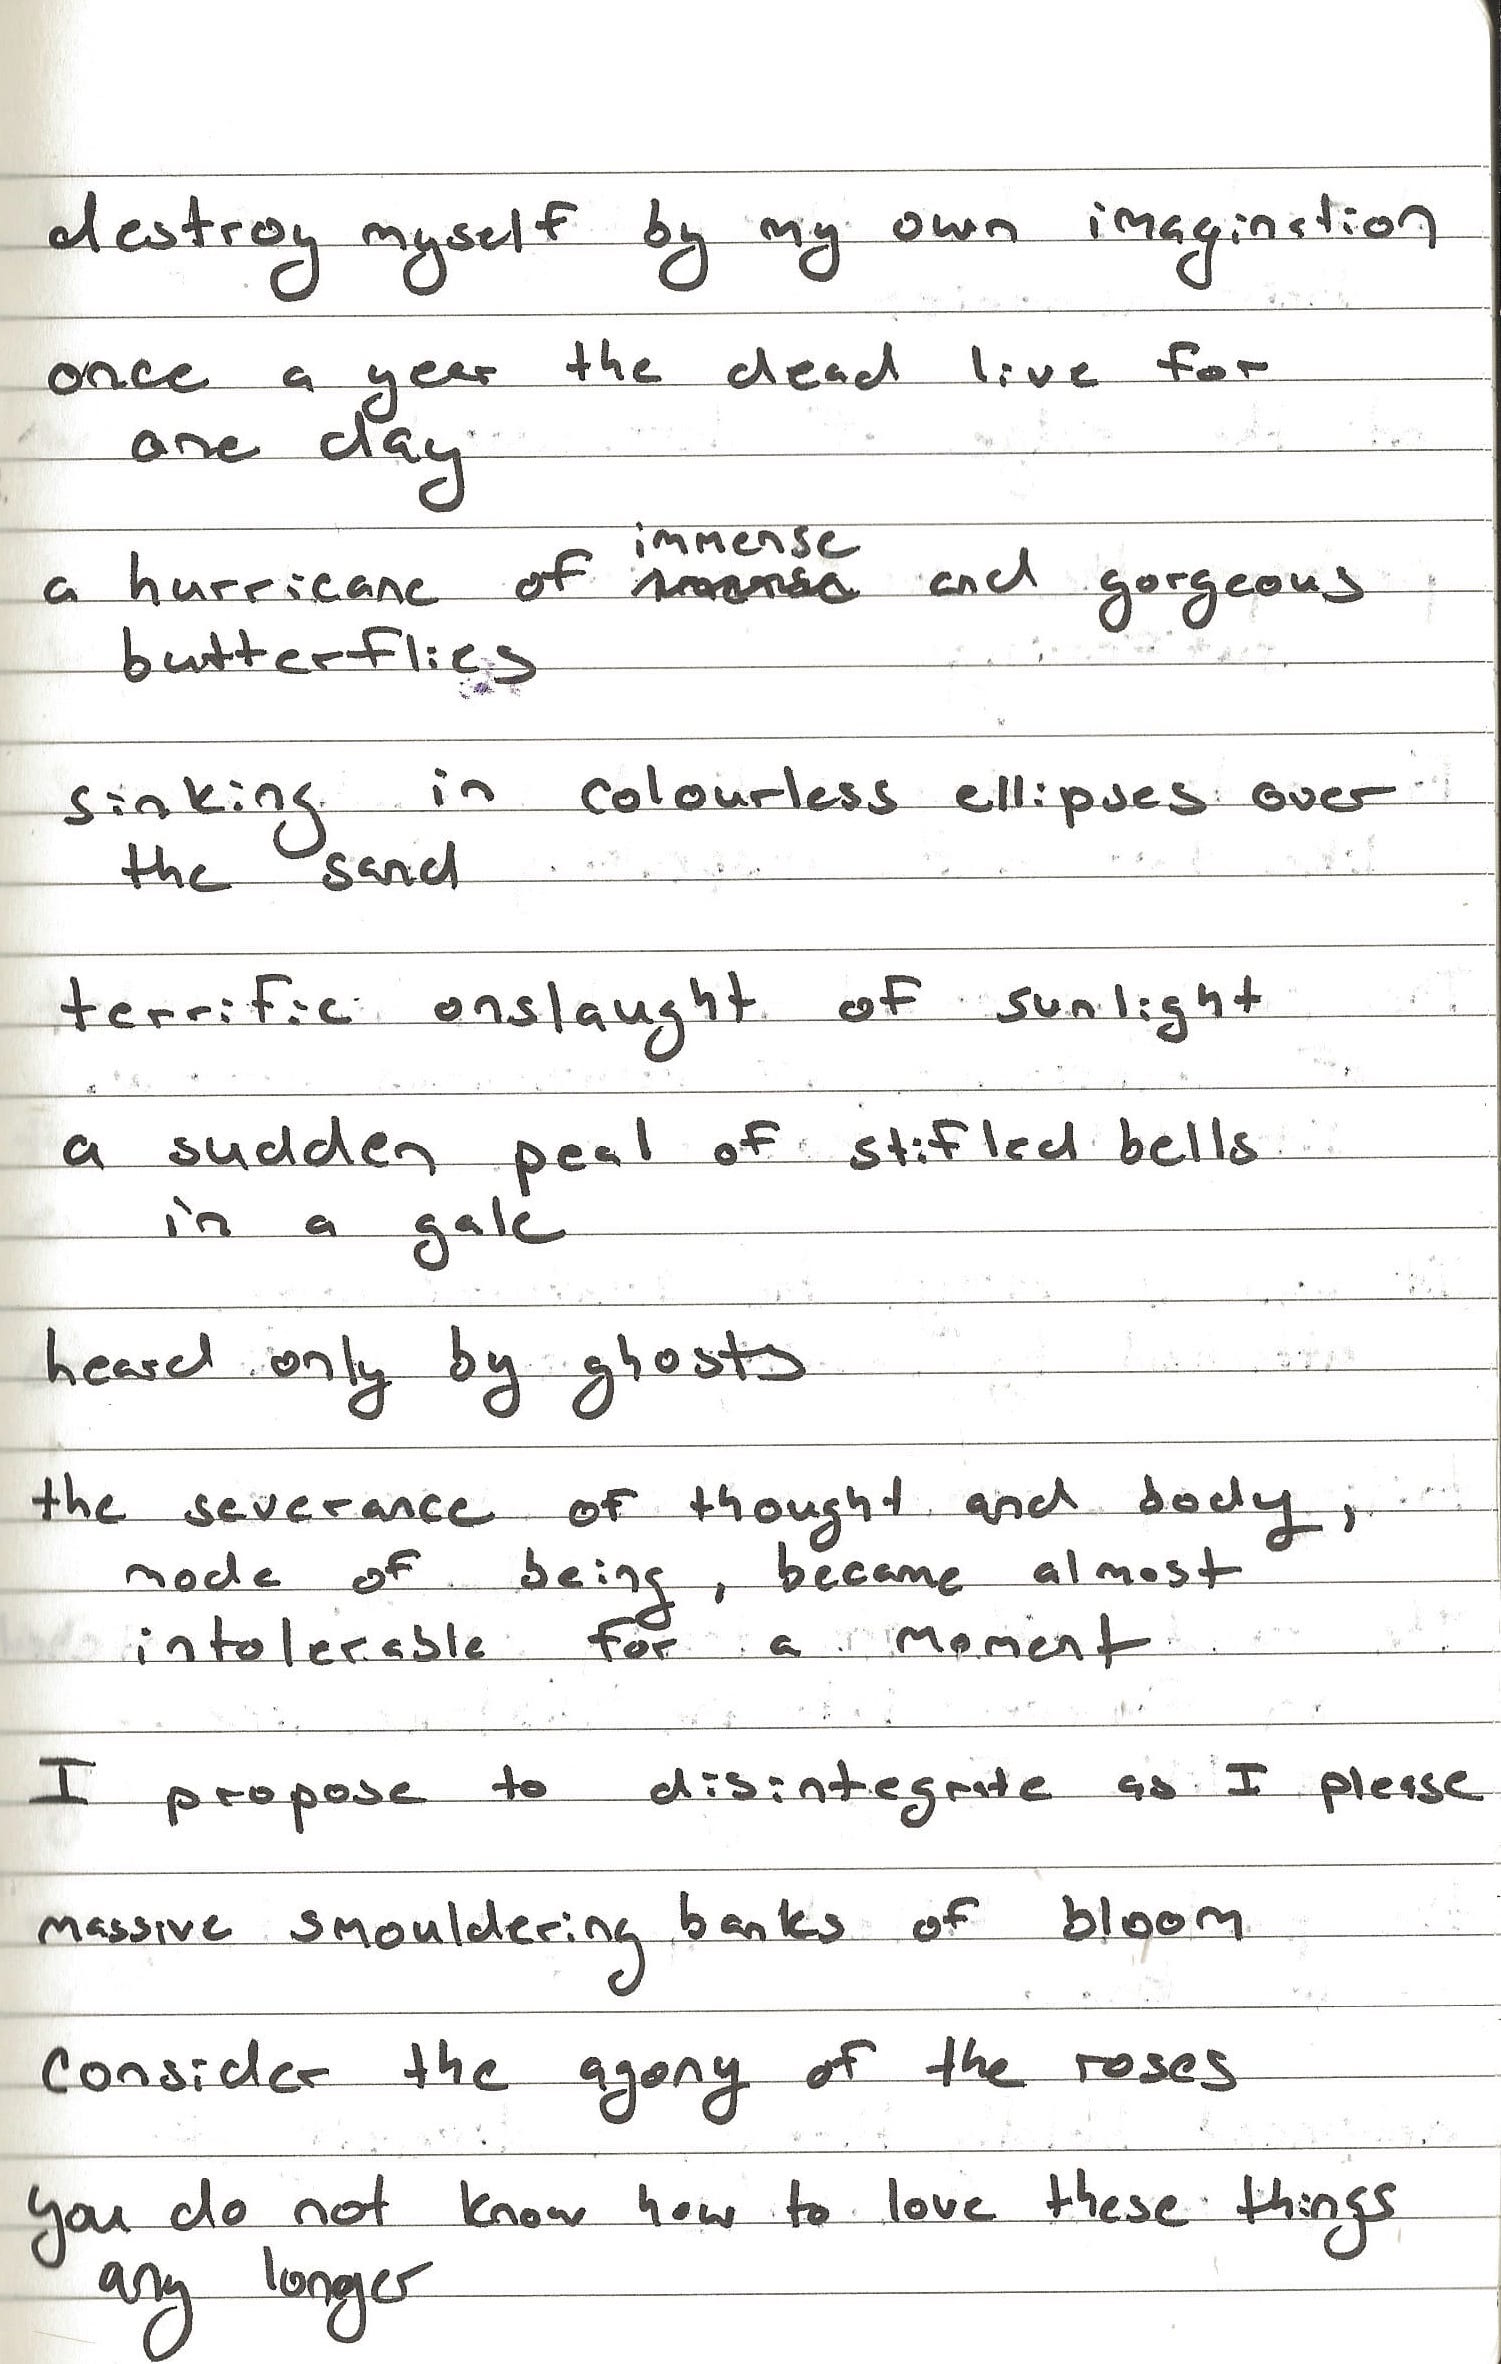 destroy myself by my own imagination
once a year the dead live for
one day
immense
a hurricane of and gorgeous
butterflies
sinking in colourless ellipses over
the sand
terrific onslaught of sunlight
a sudden peal of stifled bells
in a gale
heard only by ghosts
the severance of thought and body,
mode of being, became almost
intolerable for a moment
I propose to disintegrate as I please
massive smouldering banks of bloom
consider the agony of the roses
you do not know how to love these things
any longer